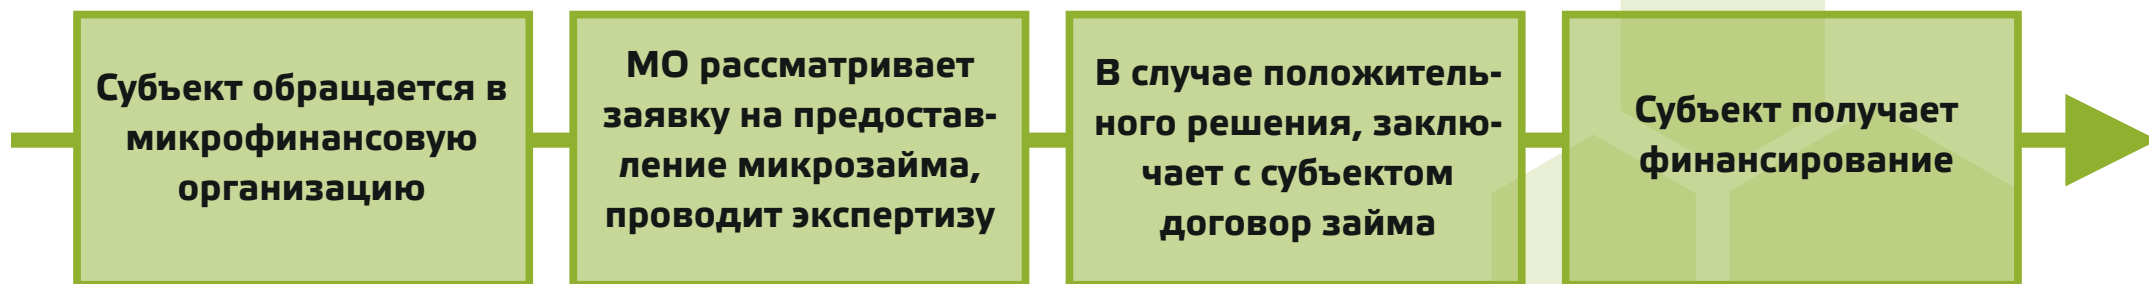 Субъект обращается в
микрофинансовую
организацию
МО рассматривает
заявку на предостав-
ление микрозайма,
проводит экспертизу
В случае положитель-
ного решения, заклю-
чает с субъектом
договор займа
Субъект получает
финансирование